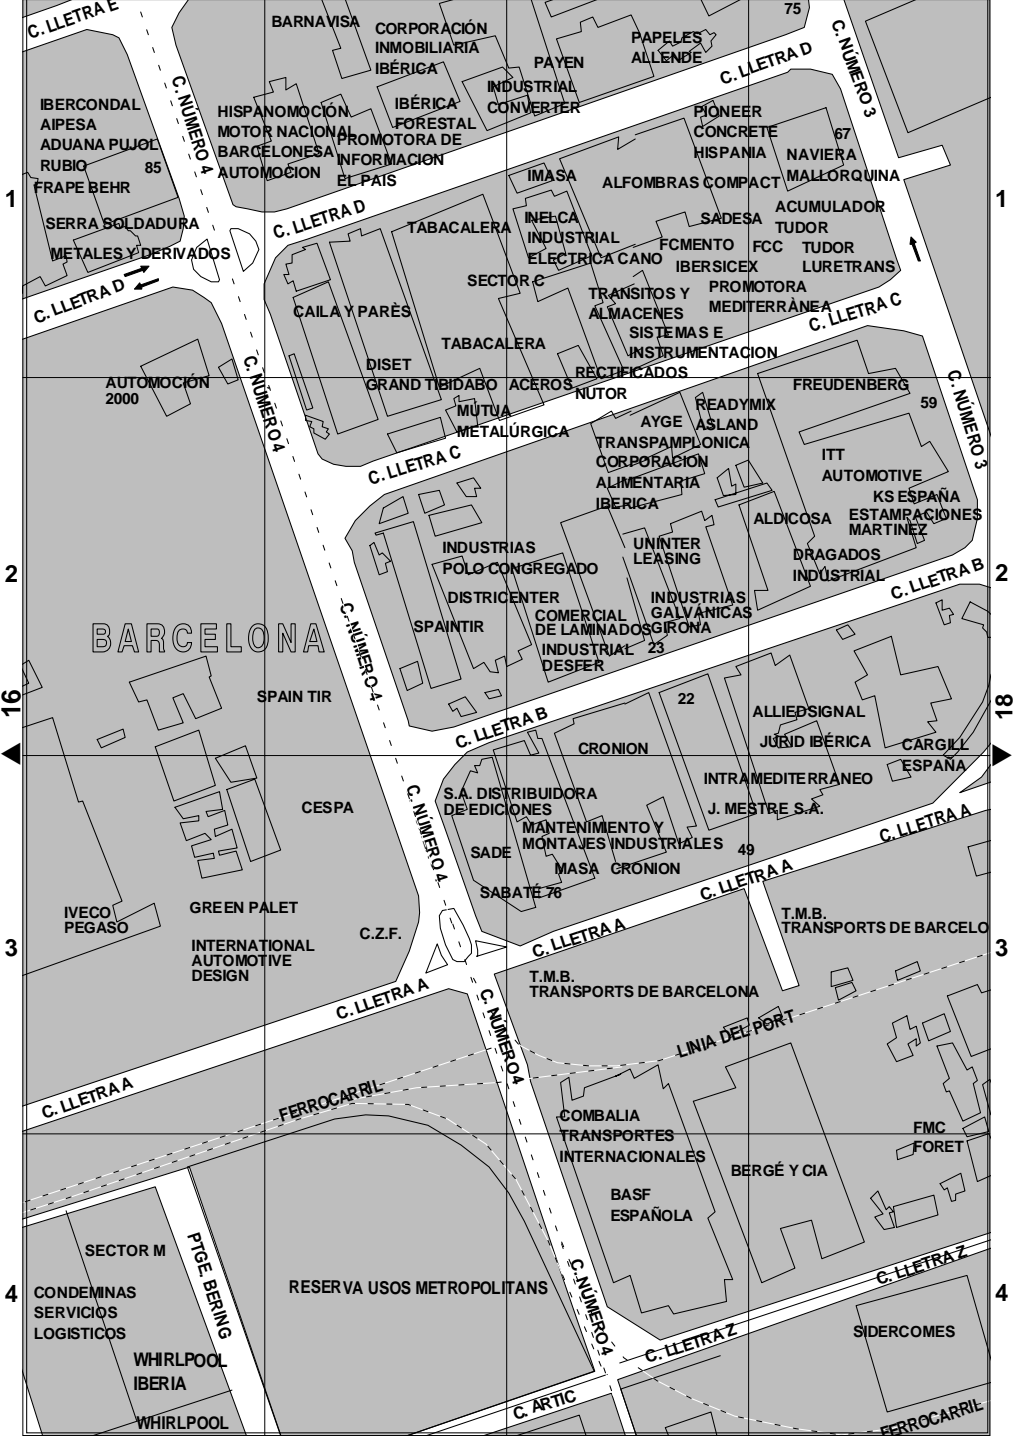 C. LLETRA E
BARNAVISA
CORPORACIÓN
INMOBILIARIA
IBÉRICA
75
PAPELES
ALLENDE
PAYEN
C. LLETRA D
C. NÚMERO 3
INDUSTRIAL
CONVERTER
C. NÚMERO 4
IBERCONDAL
AIPESA
ADUANA PUJOL
RUBIO
85
FRAPE BEHR
HISPANOMOCIÓN
MOTOR NACIONAL
BARCELONESA
AUTOMOCION
IBÉRICA
FORESTAL
PROMOTORA DE
INFORMACION
EL PAIS
PIONEER
CONCRETE
HISPANIA
67
NAVIERA
MALLORQUINA
1
1
IMASA
ALFOMBRAS COMPACT
SERRA SOLDADURA
METALES Y DERIVADOS
C. LLETRA D
C. LLETRA D
TABACALERA
INELCA
INDUSTRIAL
ELECTRICA CANO
SADESA
ACUMULADOR
TUDOR
FCMENTO
FCC
TUDOR
IBERSICEX
LURETRANS
SECTOR C
TRANSITOS Y
ALMACENES
PROMOTORA
MEDITERRÀNEA
CAILA Y PARÈS
C. LLETRA C
TABACALERA
SISTEMAS E
INSTRUMENTACION
DISET
GRAND TIBIDABO
ACEROS
RECTIFICADOS
NUTOR
AUTOMOCIÓN
2000
C. NÚMERO 4
FREUDENBERG
C. NÚMERO 3
59
MÚTUA
METALÚRGICA
READYMIX
ASLAND
AYGE
TRANSPAMPLONICA
CORPORACION
ALIMENTARIA
IBERICA
C. LLETRA C
ITT
AUTOMOTIVE
KS ESPAÑA
ESTAMPACIONES
MARTINEZ
ALDICOSA
INDUSTRIAS
POLO CONGREGADO
UNINTER
LEASING
DRAGADOS
INDUSTRIAL
C. LLETRA B
2
2
DISTRICENTER
INDUSTRIAS
GALVÁNICAS
GIRONA
COMERCIAL
DE LAMINADOS
INDUSTRIAL
DESFER
23
SPAINTIR
C. NÚMERO 4
BARCELONA
16
18
SPAIN TIR
22
C. LLETRA B
ALLIEDSIGNAL
JURID IBÉRICA
CRONION
CARGILL
ESPAÑA
INTRAMEDITERRÁNEO
C. NÚMERO 4
S.A. DISTRIBUIDORA
DE EDICIONES
CESPA
J. MESTRE S.A.
C. LLETRA A
MANTENIMIENTO Y
MONTAJES INDUSTRIALES
49
SADE
MASA
CRONION
C. LLETRA A
SABATÉ 76
IVECO
PEGASO
GREEN PALET
C.Z.F.
C. LLETRA A
T.M.B.
TRANSPORTS DE BARCELO
3
3
INTERNATIONAL
AUTOMOTIVE
DESIGN
C. LLETRA A
T.M.B.
TRANSPORTS DE BARCELONA
C. NÚMERO 4
LINIA DEL PORT
C. LLETRA A
FERROCARRIL
COMBALIA
TRANSPORTES
INTERNACIONALES
FMC
FORET
BERGÉ Y CIA
BASF
ESPAÑOLA
SECTOR M
PTGE. BERING
C. LLETRA Z
4
4
CONDEMINAS
SERVICIOS
LOGISTICOS
RESERVA USOS METROPOLITANS
C. NÚMERO 4
SIDERCOMES
C. LLETRA Z
WHIRLPOOL
IBERIA
C. ARTIC
WHIRLPOOL
FERROCARRIL